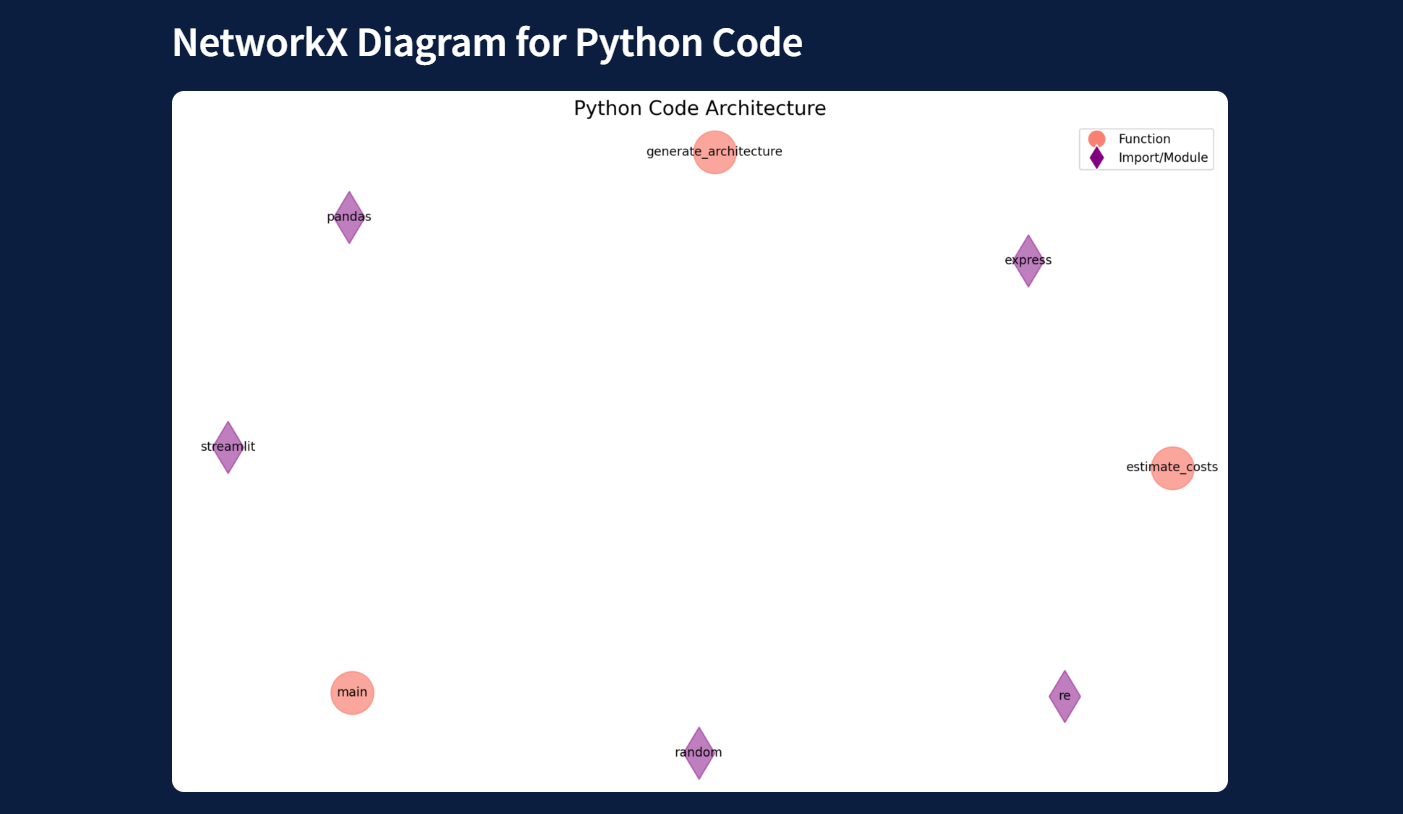 NetworkX Diagram for Python Code
Python Code Architecture
Function
Import/Module
generate_architecture
pandas
express
streamlit
estimate_costs
main
re
random